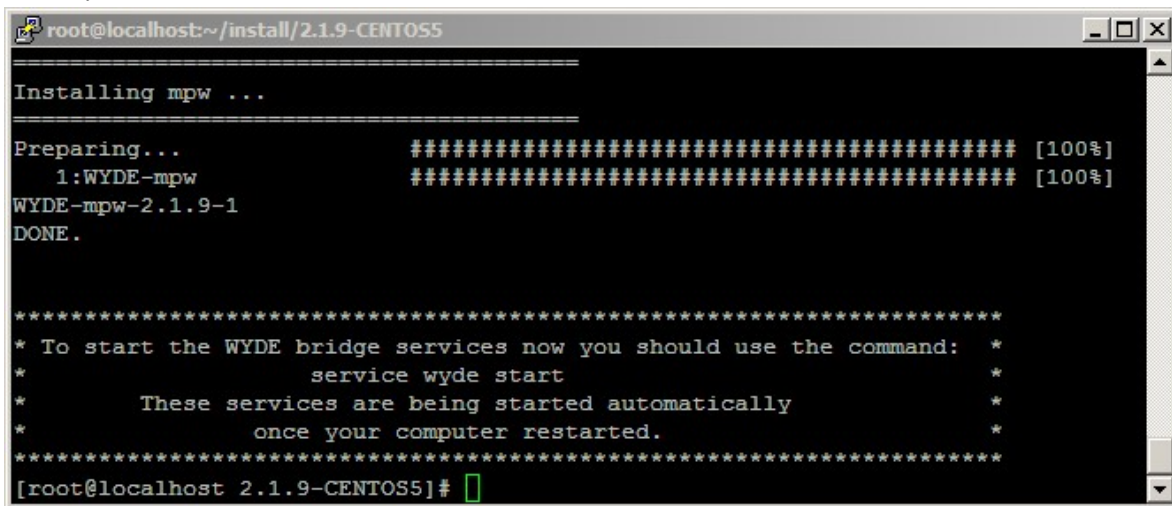 root@localhost:~/install/2.1.9-CENTOS5
========================================
Installing mpw ...
========================================
Preparing...                ########################################### [100%]
   1:WYDE-mpw               ########################################### [100%]
WYDE-mpw-2.1.9-1
DONE.
**********************************************************************
* To start the WYDE bridge services now you should use the command:  *
*                    service wyde start                              *
*        These services are being started automatically              *
*                once your computer restarted.                       *
**********************************************************************
[root@localhost 2.1.9-CENTOS5]#